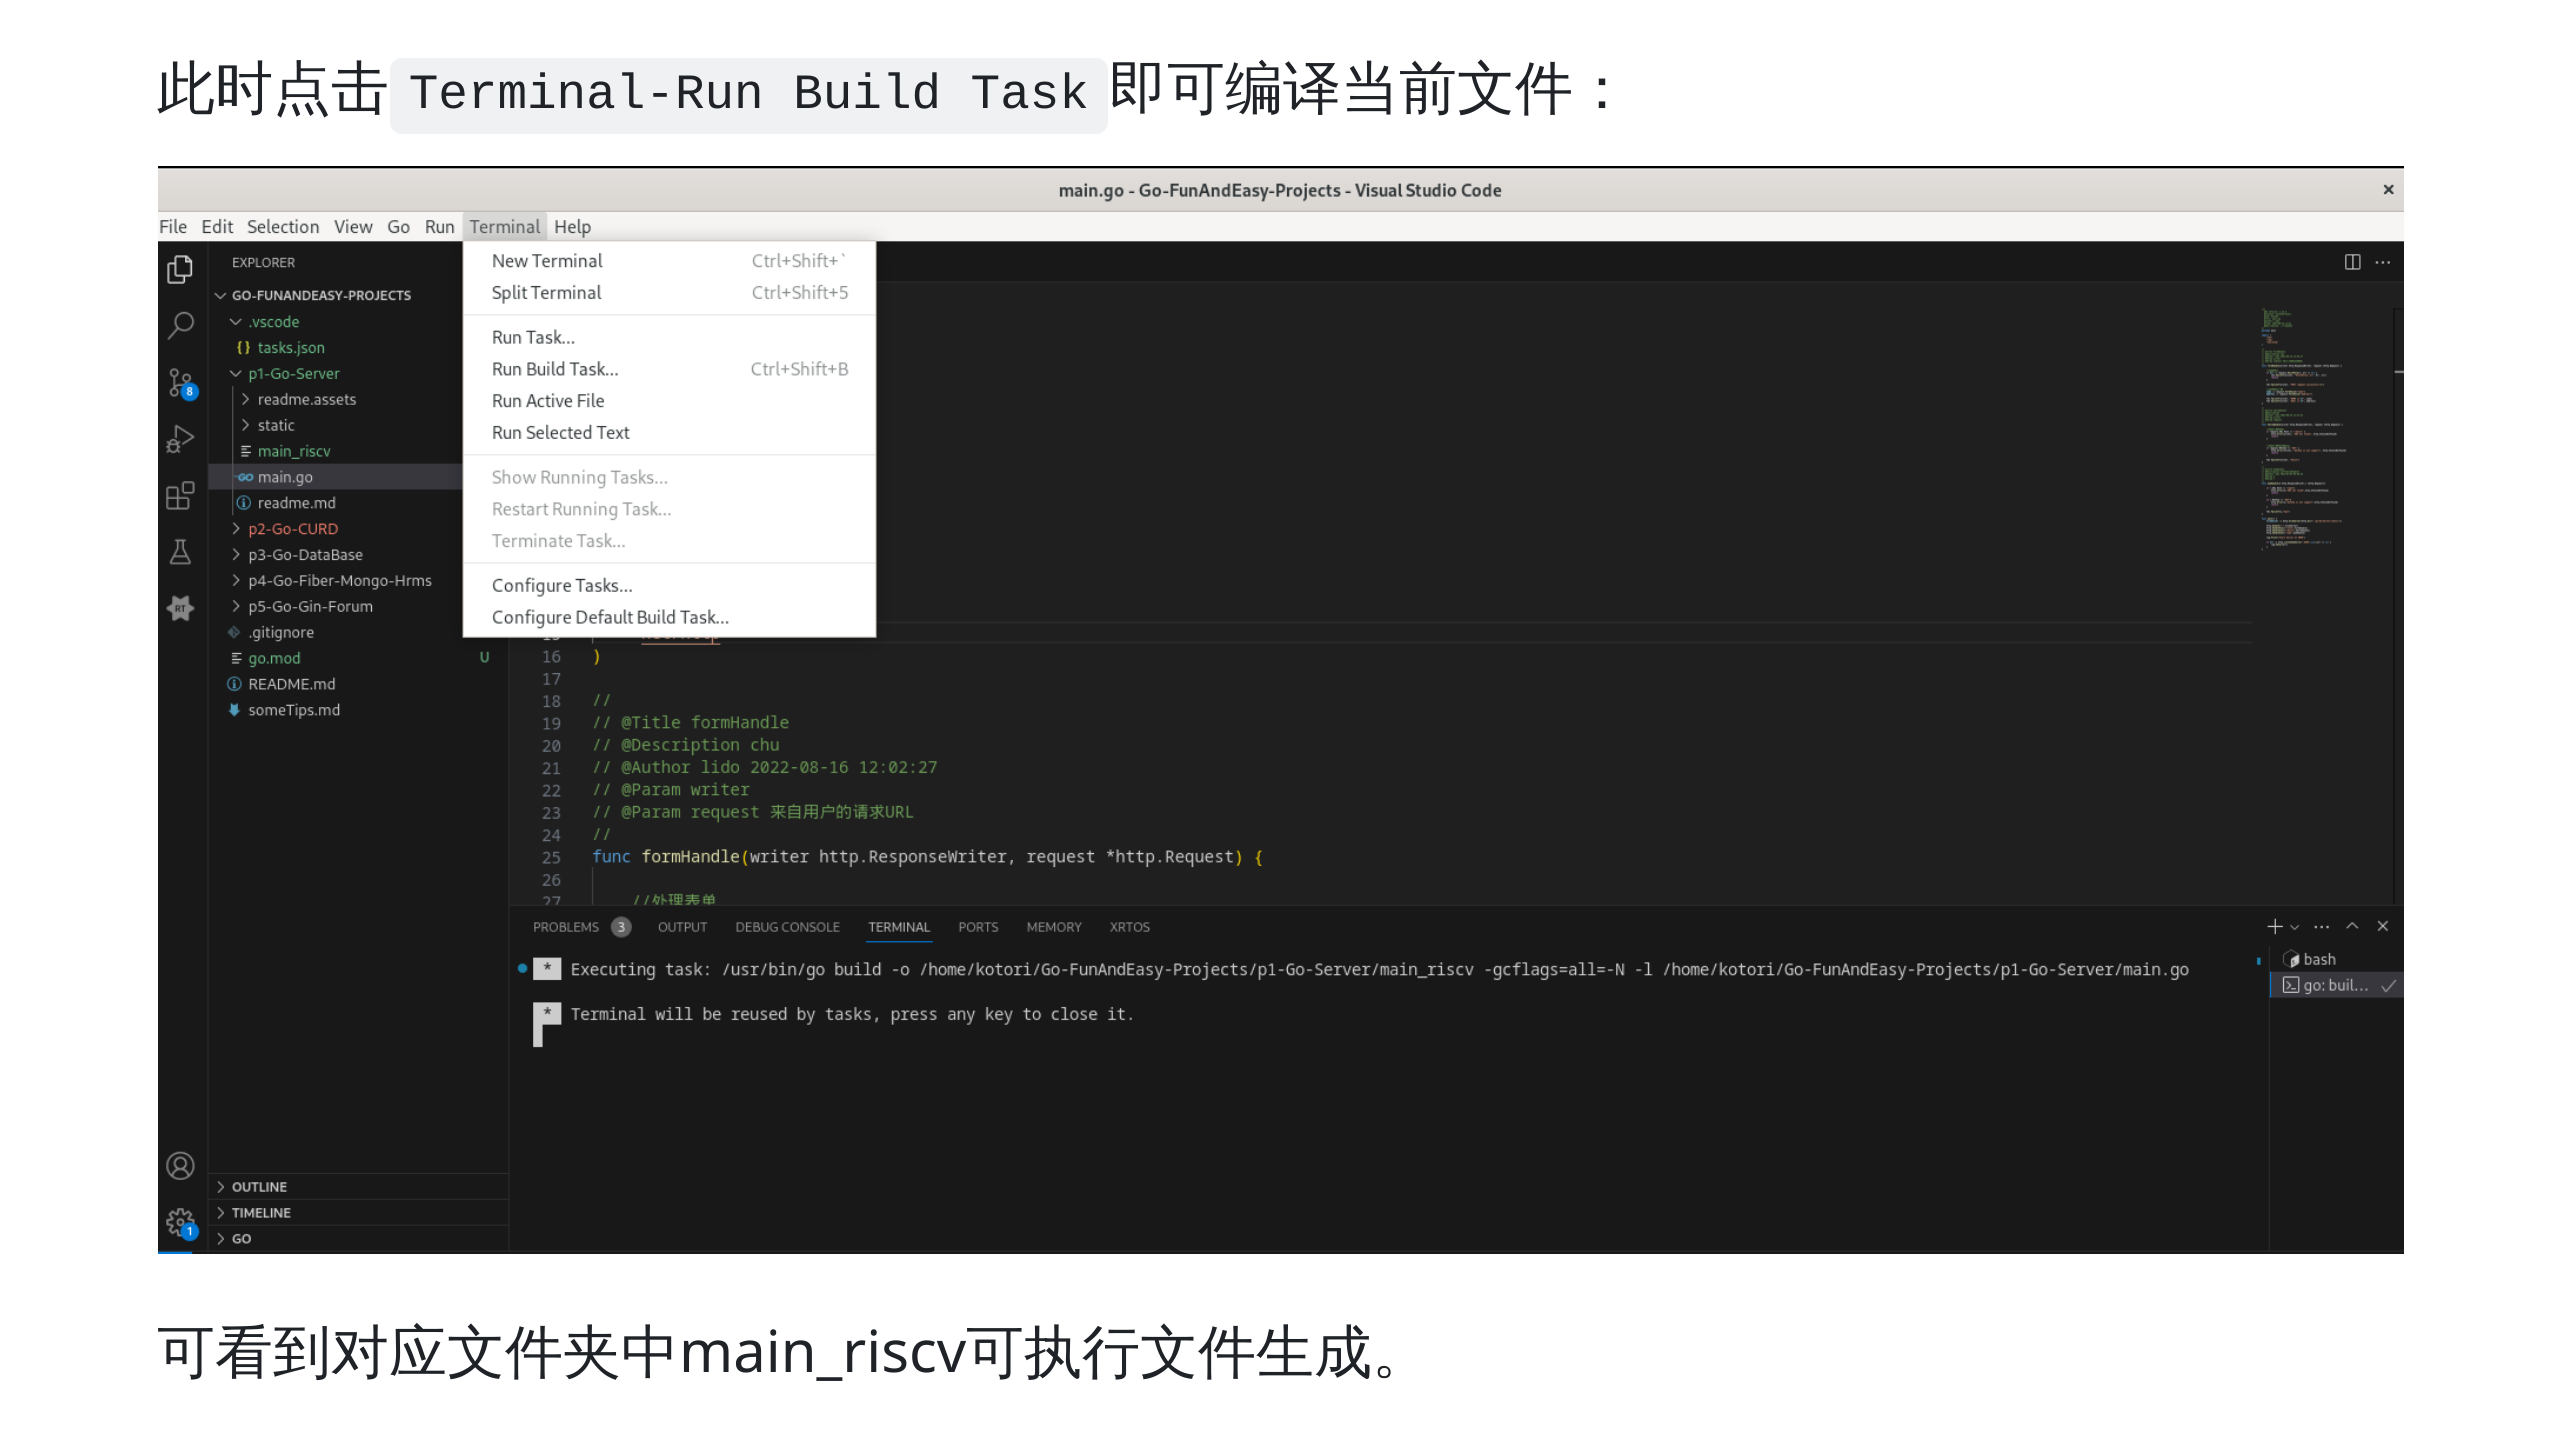 此时点击 Terminal-Run Build Task 即可编译当前文件：
main.go - Go-FunAndEasy-Projects - Visual Studio Code
File Edit Selection View Go Run Terminal Help
EXPLORER
GO-FUNANDEASY-PROJECTS
.vscode
tasks.json
p1-Go-Server
readme.assets
static
main_riscv
main.go
readme.md
p2-Go-CURD
p3-Go-DataBase
p4-Go-Fiber-Mongo-Hrms
p5-Go-Gin-Forum
.gitignore
go.mod U
README.md
someTips.md
OUTLINE
TIMELINE
GO
8
RT
1
New Terminal Ctrl+Shift+`
Split Terminal Ctrl+Shift+5
Run Task...
Run Build Task... Ctrl+Shift+B
Run Active File
Run Selected Text
Show Running Tasks...
Restart Running Task...
Terminate Task...
Configure Tasks...
Configure Default Build Task...
16 )
17
18 //
19 // @Title formHandle
20 // @Description chu
21 // @Author lido 2022-08-16 12:02:27
22 // @Param writer
23 // @Param request 来自用户的请求URL
24 //
25 func formHandle(writer http.ResponseWriter, request *http.Request) {
26
27 //处理表单
PROBLEMS 3 OUTPUT DEBUG CONSOLE TERMINAL PORTS MEMORY XRTOS
* Executing task: /usr/bin/go build -o /home/kotori/Go-FunAndEasy-Projects/p1-Go-Server/main_riscv -gcflags=all=-N -l /home/kotori/Go-FunAndEasy-Projects/p1-Go-Server/main.go
* Terminal will be reused by tasks, press any key to close it.
bash
go: buil...
可看到对应文件夹中main_riscv可执行文件生成。